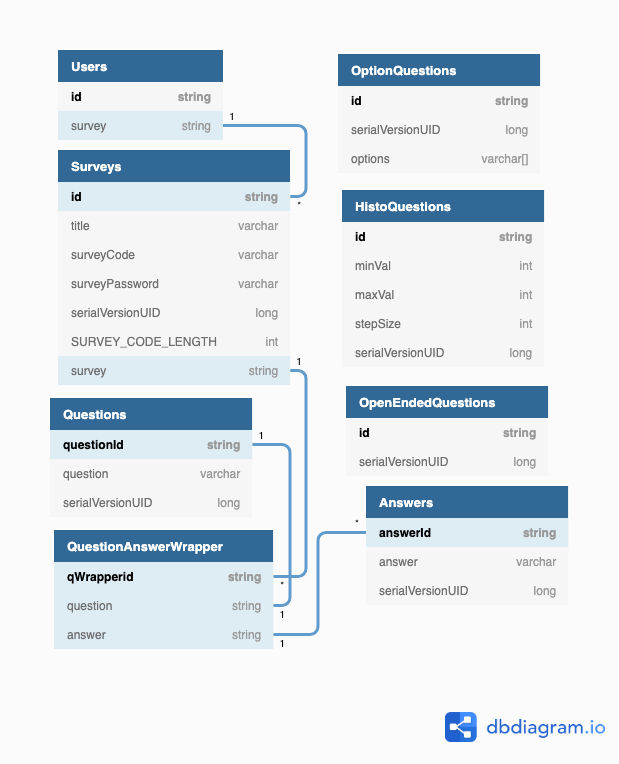 Users
id string
survey string
1
Surveys
id string
*
title varchar
surveyCode varchar
surveyPassword varchar
serialVersionUID long
SURVEY_CODE_LENGTH int
survey string
1
Questions
questionId string
1
question varchar
serialVersionUID long
QuestionAnswerWrapper
qWrapperid string
*
question string
1
answer string
1
OptionQuestions
id string
serialVersionUID long
options varchar[]
HistoQuestions
id string
minVal int
maxVal int
stepSize int
serialVersionUID long
OpenEndedQuestions
id string
serialVersionUID long
Answers
*
answerId string
answer varchar
serialVersionUID long
dbdiagram.io